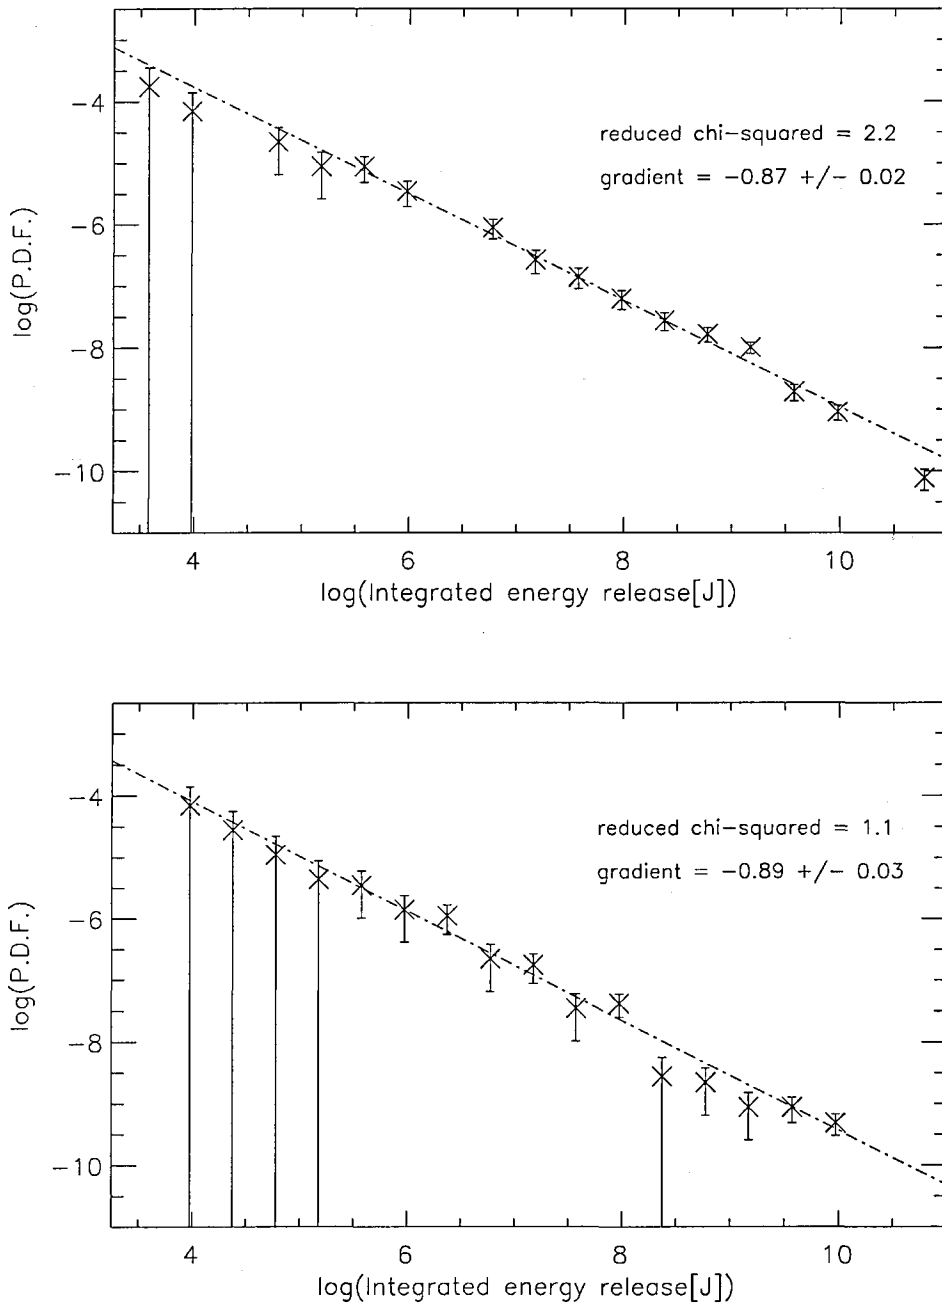 log(P.D.F.)
−4
−6
−8
−10
reduced chi−squared = 2.2
gradient = −0.87 +/− 0.02
4 6 8 10
log(Integrated energy release[J])
log(P.D.F.)
−4
−6
−8
−10
reduced chi−squared = 1.1
gradient = −0.89 +/− 0.03
4 6 8 10
log(Integrated energy release[J])